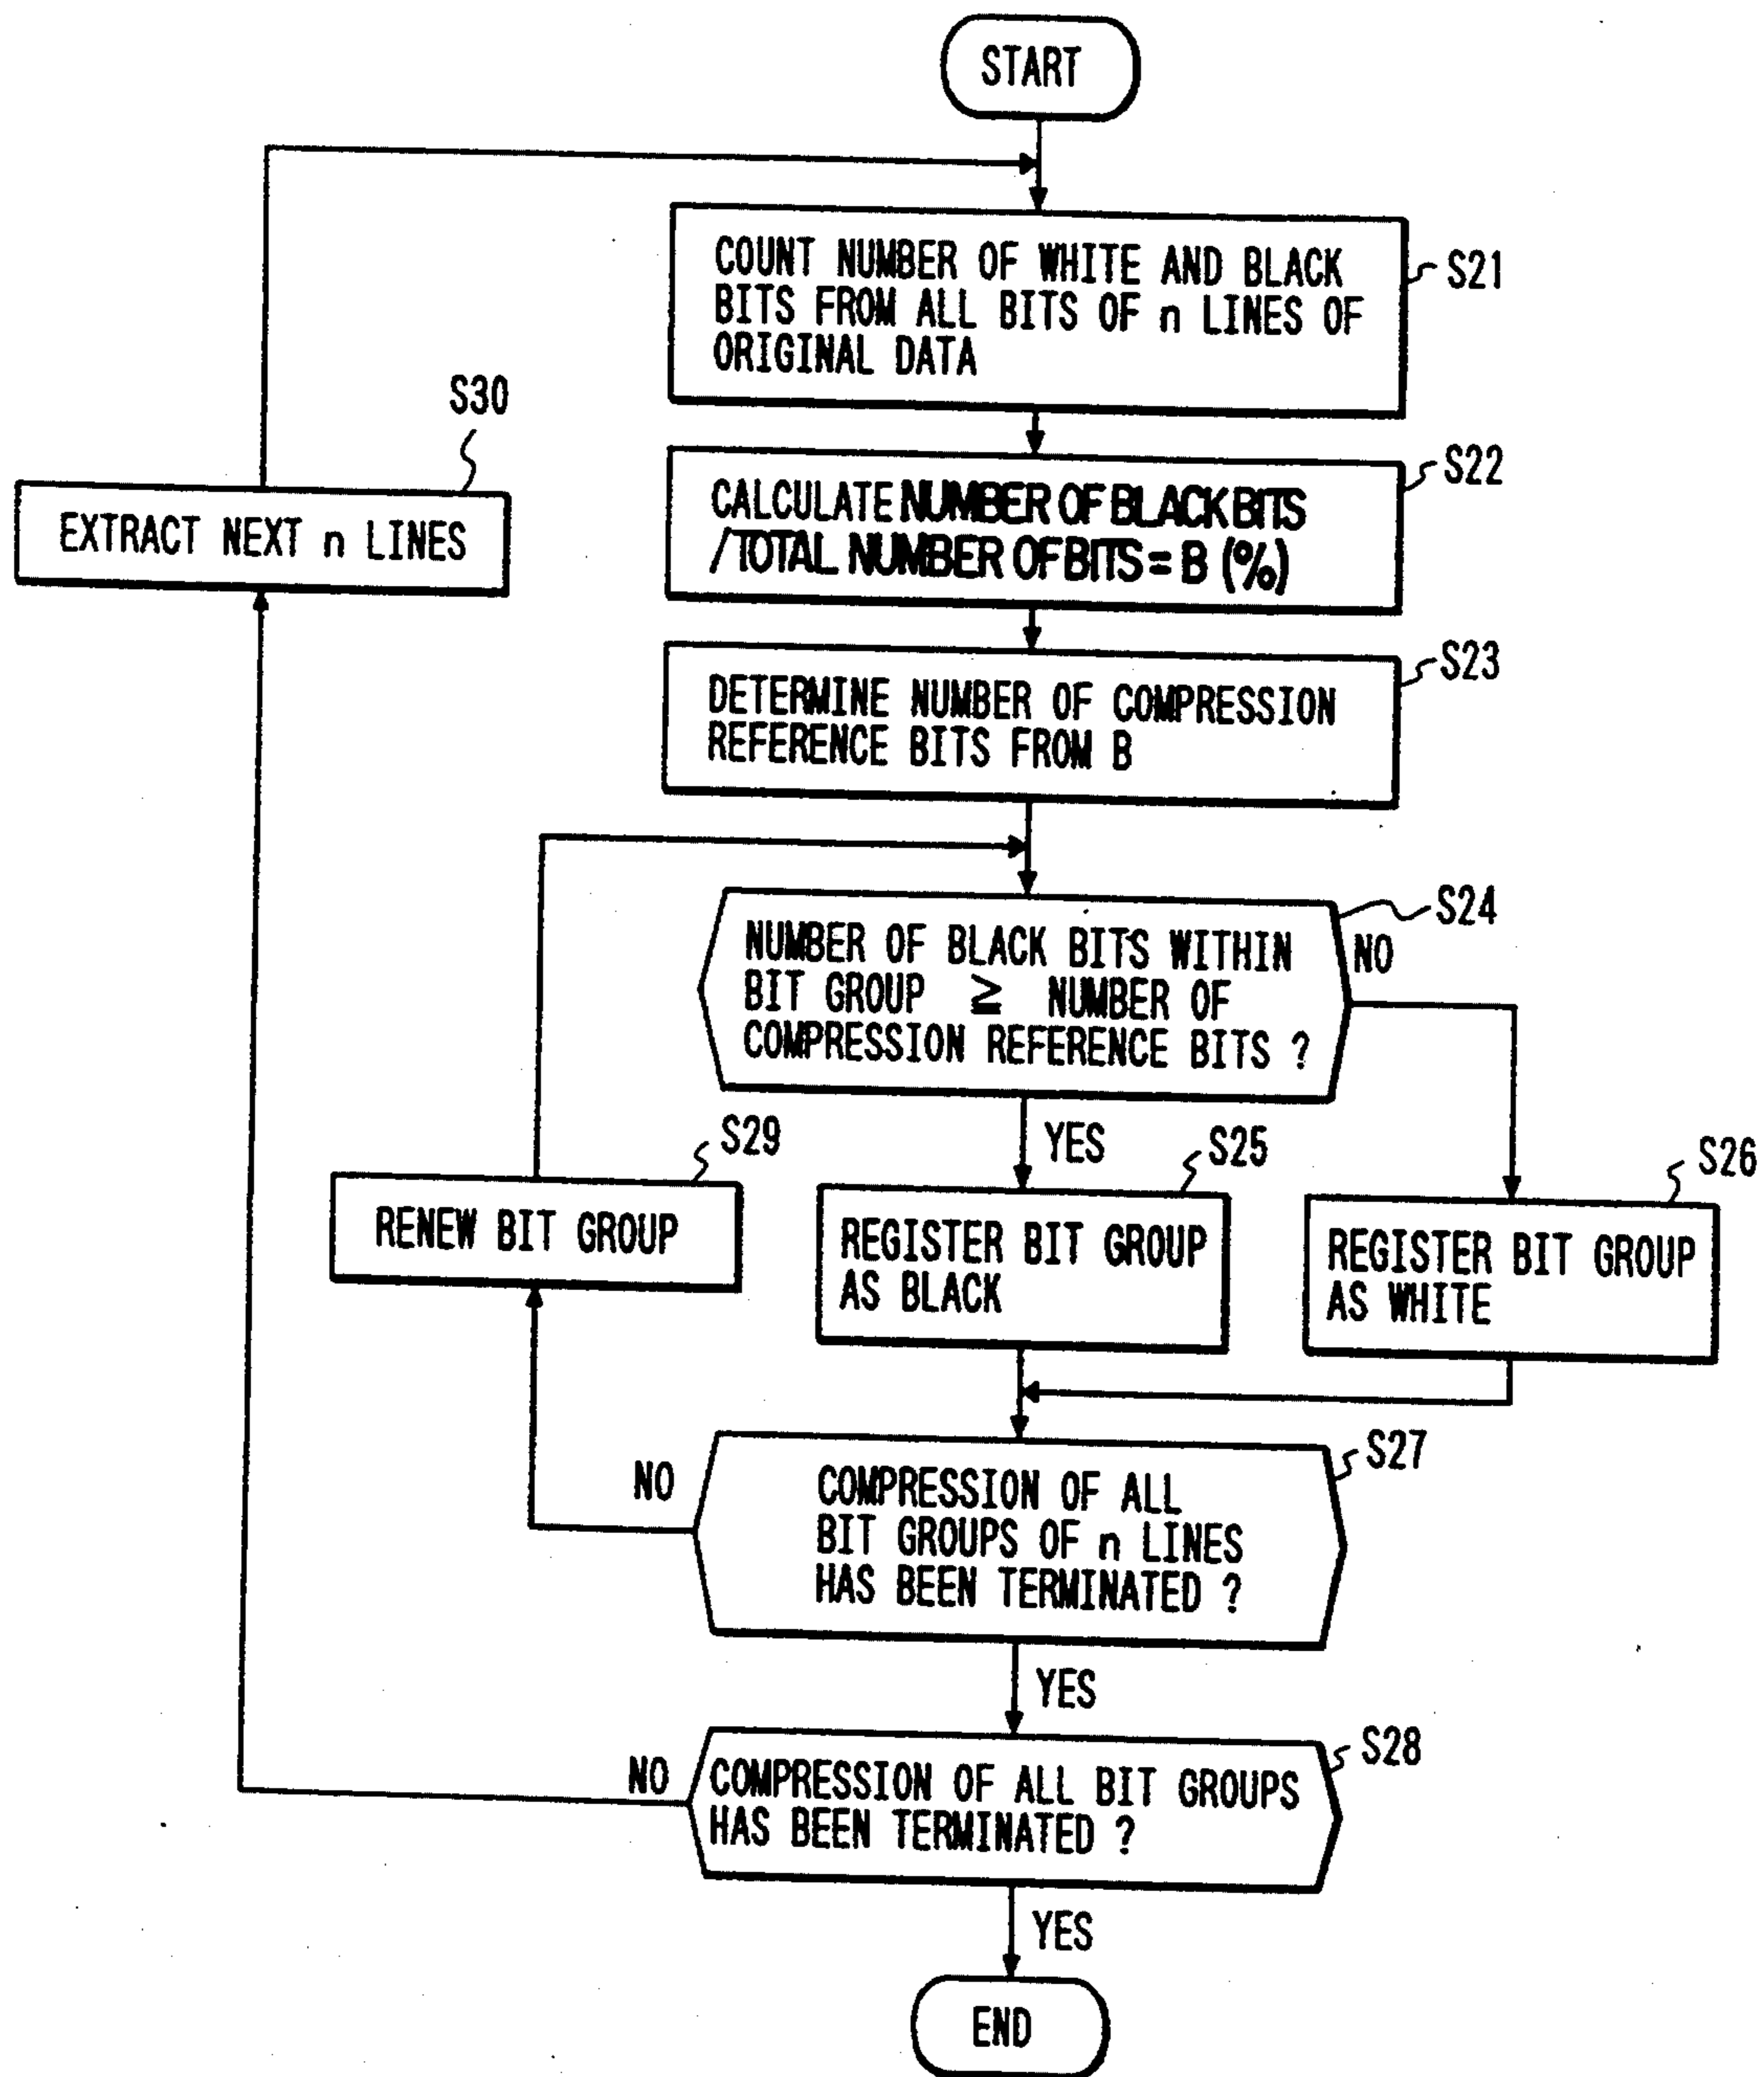 START
COUNT NUMBER OF WHITE AND BLACK
BITS FROM ALL BITS OF n LINES OF
ORIGINAL DATA
S21
S30
EXTRACT NEXT n LINES
CALCULATE NUMBER OF BLACK BITS
/TOTAL NUMBER OF BITS = B (%)
S22
DETERMINE NUMBER OF COMPRESSION
REFERENCE BITS FROM B
S23
NUMBER OF BLACK BITS WITHIN
BIT GROUP ≧ NUMBER OF
COMPRESSION REFERENCE BITS ?
S24
NO
YES
S29
RENEW BIT GROUP
S25
REGISTER BIT GROUP
AS BLACK
S26
REGISTER BIT GROUP
AS WHITE
NO
COMPRESSION OF ALL
BIT GROUPS OF n LINES
HAS BEEN TERMINATED ?
S27
YES
NO
COMPRESSION OF ALL BIT GROUPS
HAS BEEN TERMINATED ?
S28
YES
END